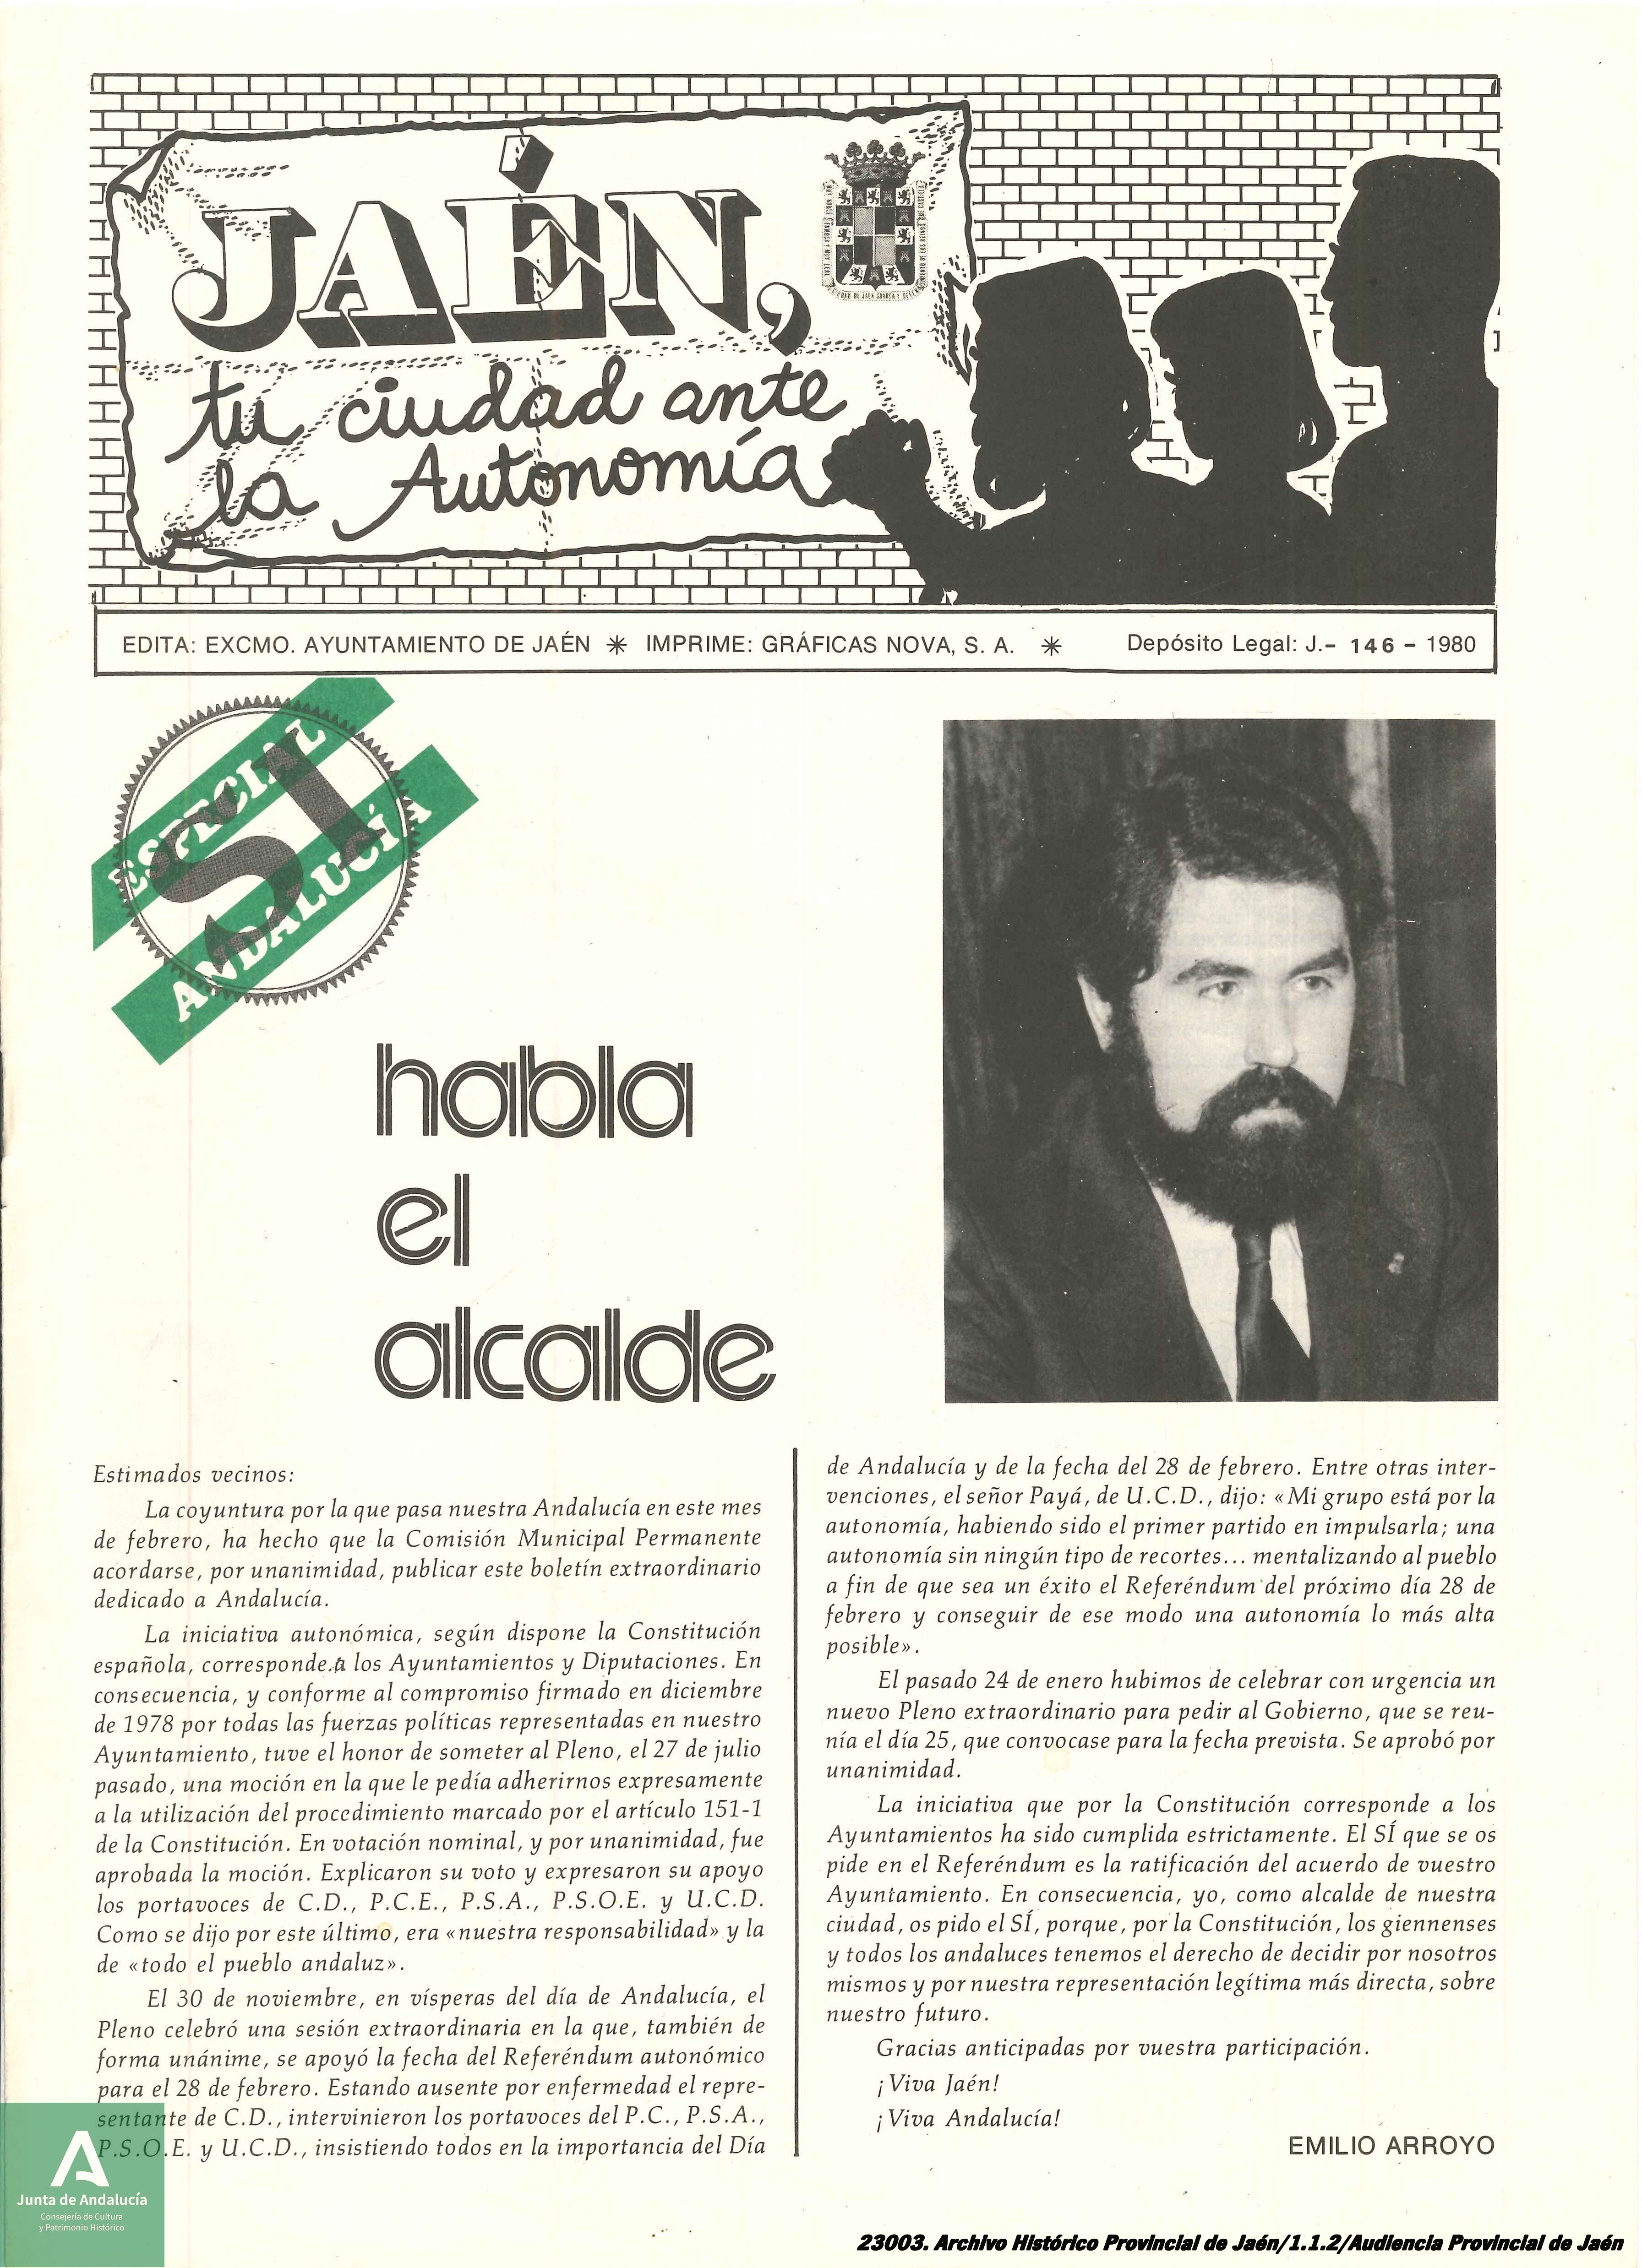 JAÉN,
tu ciudad ante
la Autonomía
EDITA: EXCMO. AYUNTAMIENTO DE JAÉN ✳ IMPRIME: GRÁFICAS NOVA, S. A. ✳ Depósito Legal: J.- 146 - 1980
ESPECIAL
SÍ
ANDALUCÍA
habla
el
alcalde
Estimados vecinos:
La coyuntura por la que pasa nuestra Andalucía en este mes
de febrero, ha hecho que la Comisión Municipal Permanente
acordarse, por unanimidad, publicar este boletín extraordinario
dedicado a Andalucía.
La iniciativa autonómica, según dispone la Constitución
española, corresponde a los Ayuntamientos y Diputaciones. En
consecuencia, y conforme al compromiso firmado en diciembre
de 1978 por todas las fuerzas políticas representadas en nuestro
Ayuntamiento, tuve el honor de someter al Pleno, el 27 de julio
pasado, una moción en la que le pedía adherirnos expresamente
a la utilización del procedimiento marcado por el artículo 151-1
de la Constitución. En votación nominal, y por unanimidad, fue
aprobada la moción. Explicaron su voto y expresaron su apoyo
los portavoces de C.D., P.C.E., P.S.A., P.S.O.E. y U.C.D.
Como se dijo por este último, era «nuestra responsabilidad» y la
de «todo el pueblo andaluz».
El 30 de noviembre, en vísperas del día de Andalucía, el
Pleno celebró una sesión extraordinaria en la que, también de
forma unánime, se apoyó la fecha del Referéndum autonómico
para el 28 de febrero. Estando ausente por enfermedad el repre-
sentante de C.D., intervinieron los portavoces del P.C., P.S.A.,
P.S.O.E. y U.C.D., insistiendo todos en la importancia del Día
de Andalucía y de la fecha del 28 de febrero. Entre otras inter-
venciones, el señor Payá, de U.C.D., dijo: «Mi grupo está por la
autonomía, habiendo sido el primer partido en impulsarla; una
autonomía sin ningún tipo de recortes... mentalizando al pueblo
a fin de que sea un éxito el Referéndum del próximo día 28 de
febrero y conseguir de ese modo una autonomía lo más alta
posible».
El pasado 24 de enero hubimos de celebrar con urgencia un
nuevo Pleno extraordinario para pedir al Gobierno, que se reu-
nía el día 25, que convocase para la fecha prevista. Se aprobó por
unanimidad.
La iniciativa que por la Constitución corresponde a los
Ayuntamientos ha sido cumplida estrictamente. El SÍ que se os
pide en el Referéndum es la ratificación del acuerdo de vuestro
Ayuntamiento. En consecuencia, yo, como alcalde de nuestra
ciudad, os pido el SÍ, porque, por la Constitución, los giennenses
y todos los andaluces tenemos el derecho de decidir por nosotros
mismos y por nuestra representación legítima más directa, sobre
nuestro futuro.
Gracias anticipadas por vuestra participación.
¡Viva Jaén!
¡Viva Andalucía!
EMILIO ARROYO
Junta de Andalucía
Consejería de Cultura
y Patrimonio Histórico
23003. Archivo Histórico Provincial de Jaén/1.1.2/Audiencia Provincial de Jaén